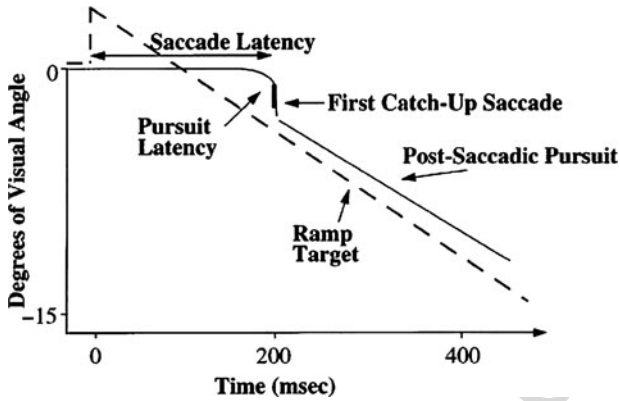 Saccade Latency
0
First Catch-Up Saccade
Pursuit
Latency
Post-Saccadic Pursuit
Ramp
Target
Degrees of Visual Angle
-15
0 200 400
Time (msec)